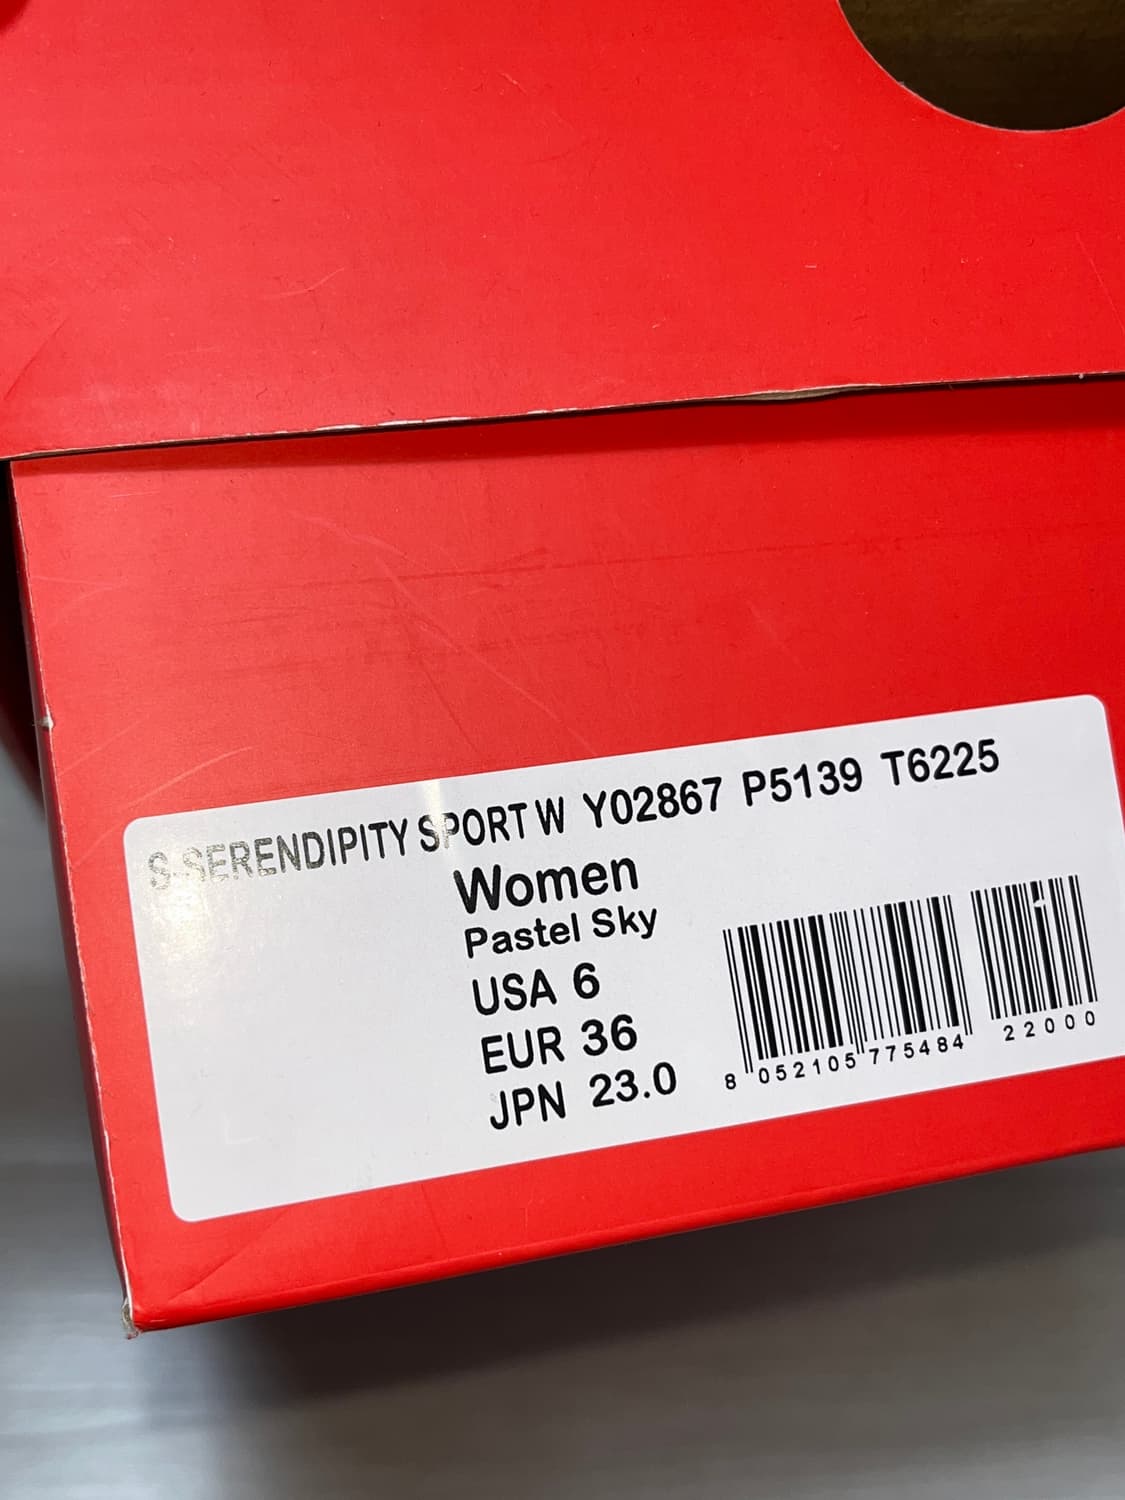 S-SERENDIPITY SPORT W Y02867 P5139 T6225
Women
Pastel Sky
USA 6
EUR 36
JPN 23.0
8 052105 775484 22000